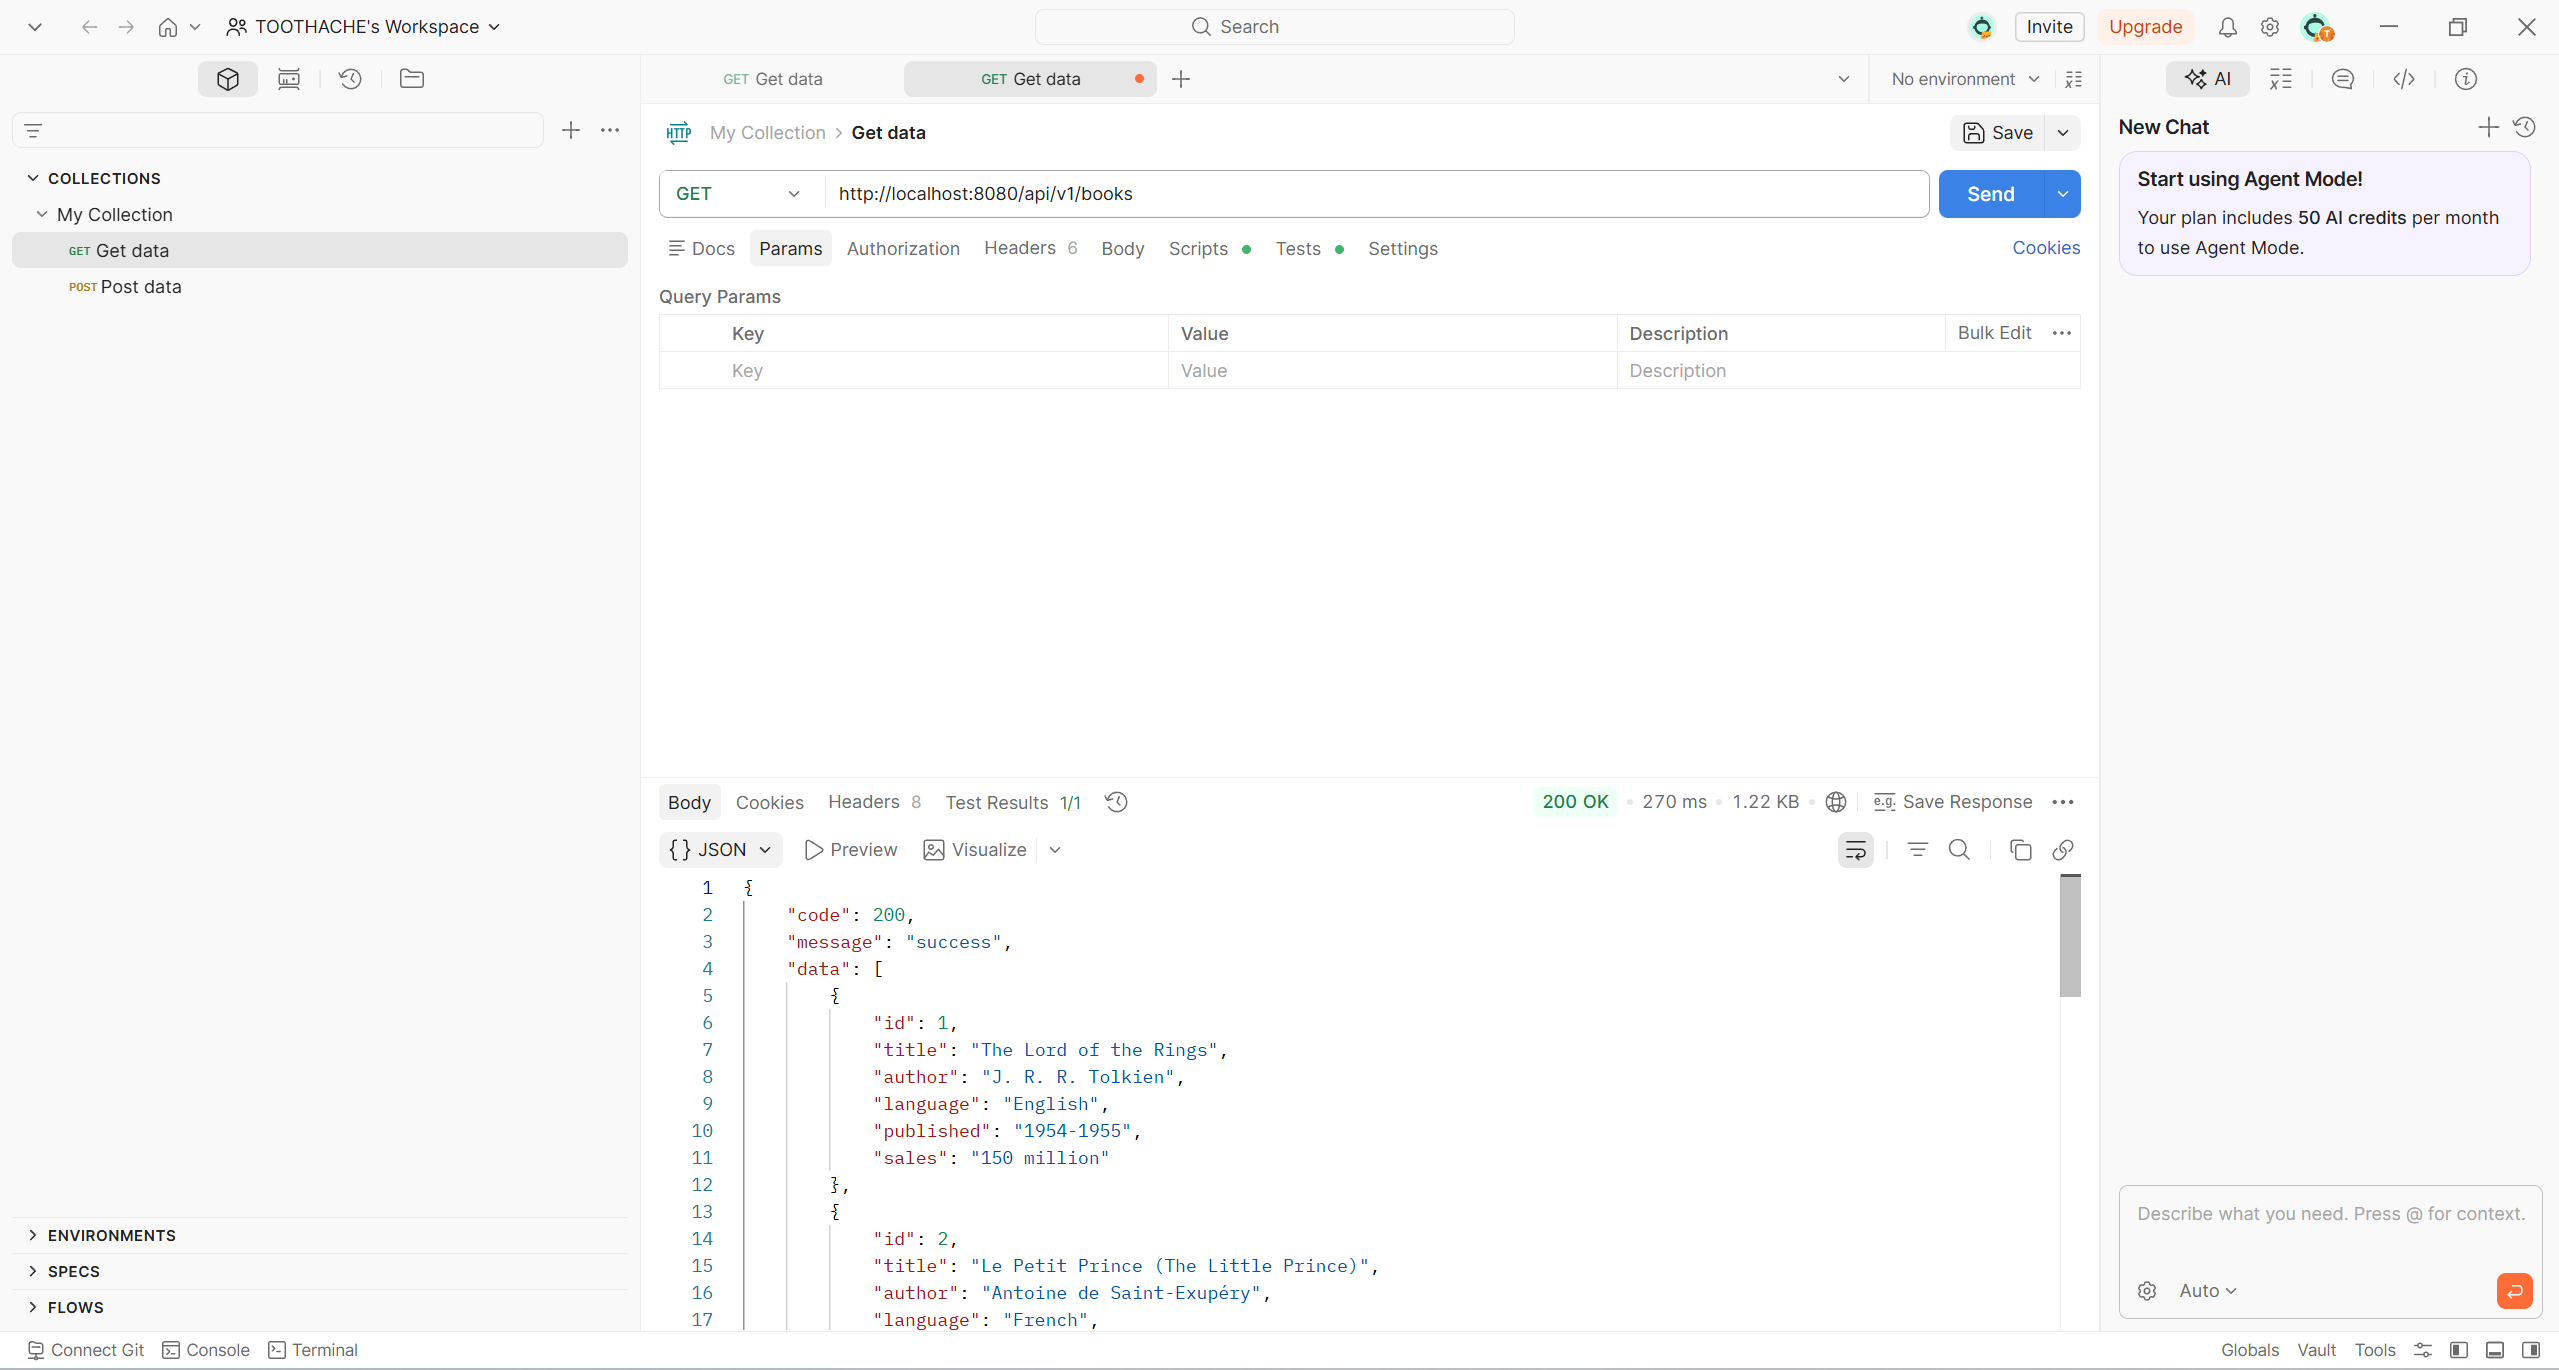 TOOTHACHE's Workspace
Search
Invite
Upgrade
GET Get data
GET Get data
No environment
AI
COLLECTIONS
My Collection
GET Get data
POST Post data
ENVIRONMENTS
SPECS
FLOWS
HTTP My Collection > Get data
Save
GET http://localhost:8080/api/v1/books
Send
Docs Params Authorization Headers 6 Body Scripts Tests Settings Cookies
Query Params
Key Value Description Bulk Edit
Key Value Description
Body Cookies Headers 8 Test Results 1/1
200 OK 270 ms 1.22 KB e.g. Save Response
{} JSON Preview Visualize
1 {
2 "code": 200,
3 "message": "success",
4 "data": [
5 {
6 "id": 1,
7 "title": "The Lord of the Rings",
8 "author": "J. R. R. Tolkien",
9 "language": "English",
10 "published": "1954-1955",
11 "sales": "150 million"
12 },
13 {
14 "id": 2,
15 "title": "Le Petit Prince (The Little Prince)",
16 "author": "Antoine de Saint-Exupéry",
17 "language": "French",
New Chat
Start using Agent Mode!
Your plan includes 50 AI credits per month
to use Agent Mode.
Describe what you need. Press @ for context.
Auto
Connect Git Console Terminal
Globals Vault Tools